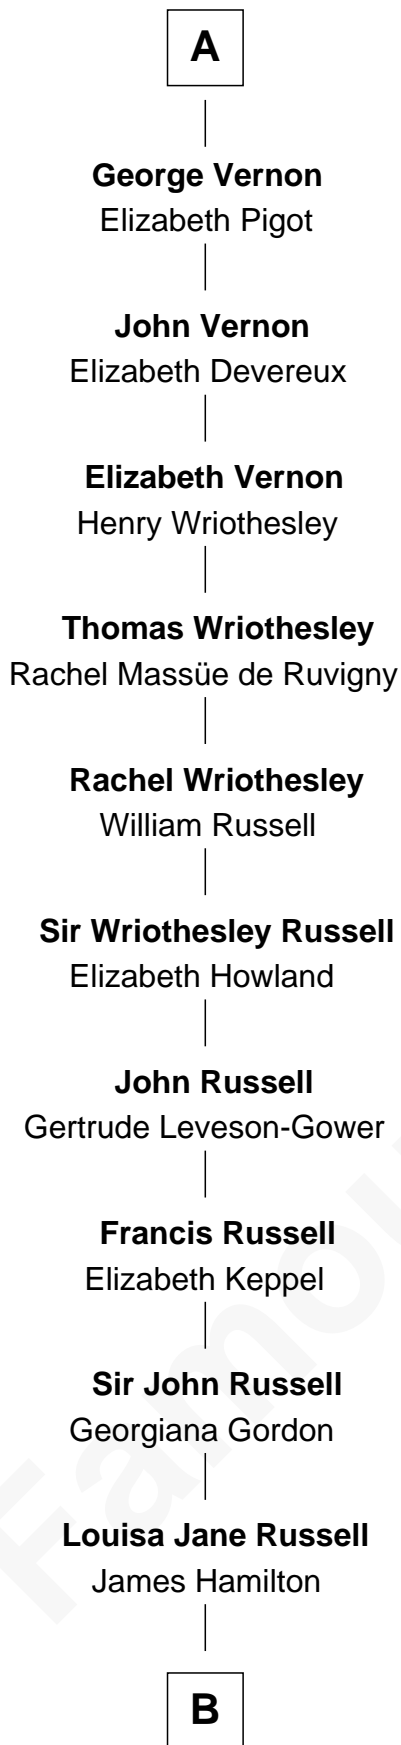 A
George Vernon
Elizabeth Pigot
John Vernon
Elizabeth Devereux
Elizabeth Vernon
Henry Wriothesley
Thomas Wriothesley
Rachel Massüe de Ruvigny
Rachel Wriothesley
William Russell
Sir Wriothesley Russell
Elizabeth Howland
John Russell
Gertrude Leveson-Gower
Francis Russell
Elizabeth Keppel
Sir John Russell
Georgiana Gordon
Louisa Jane Russell
James Hamilton
B